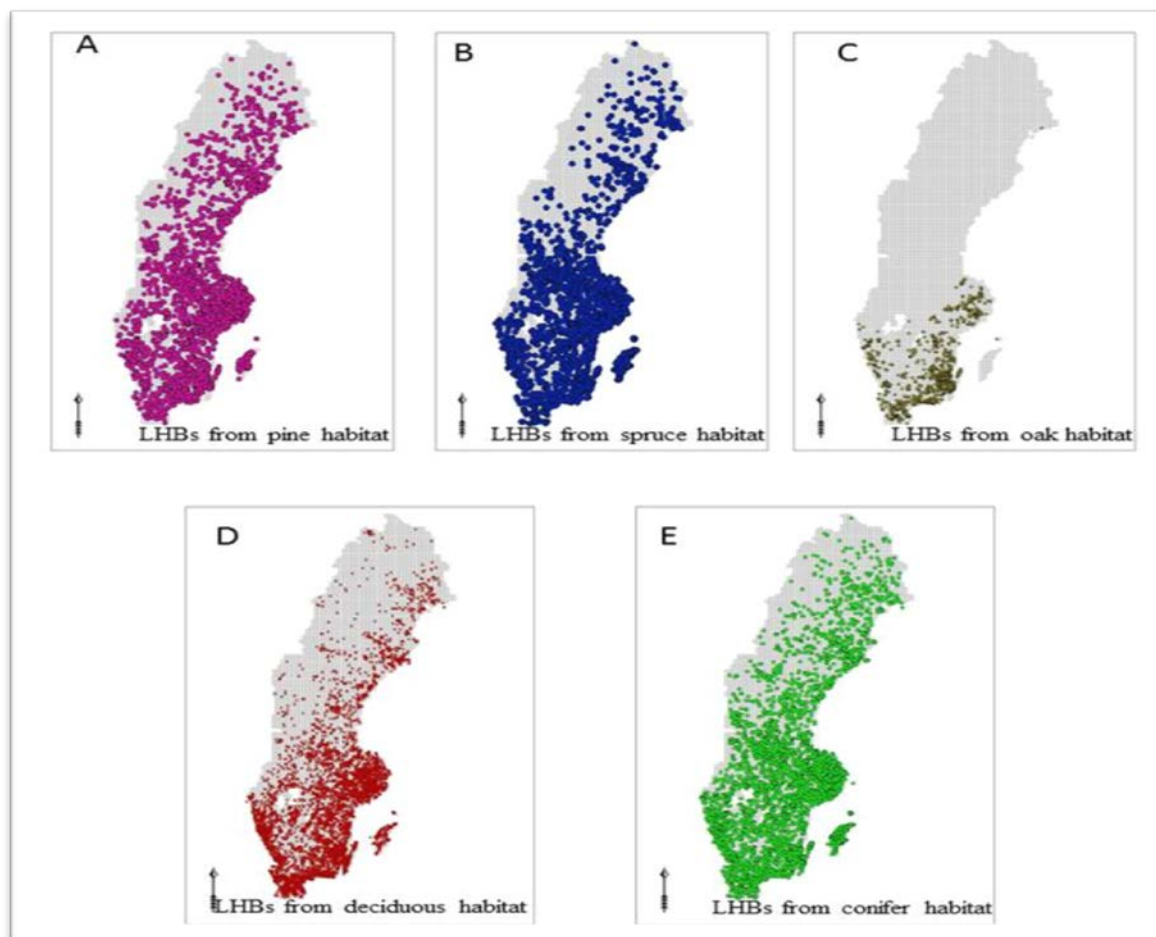 A
B
C
LHBs from pine habitat
LHBs from spruce habitat
LHBs from oak habitat
D
E
LHBs from deciduous habitat
LHBs from conifer habitat